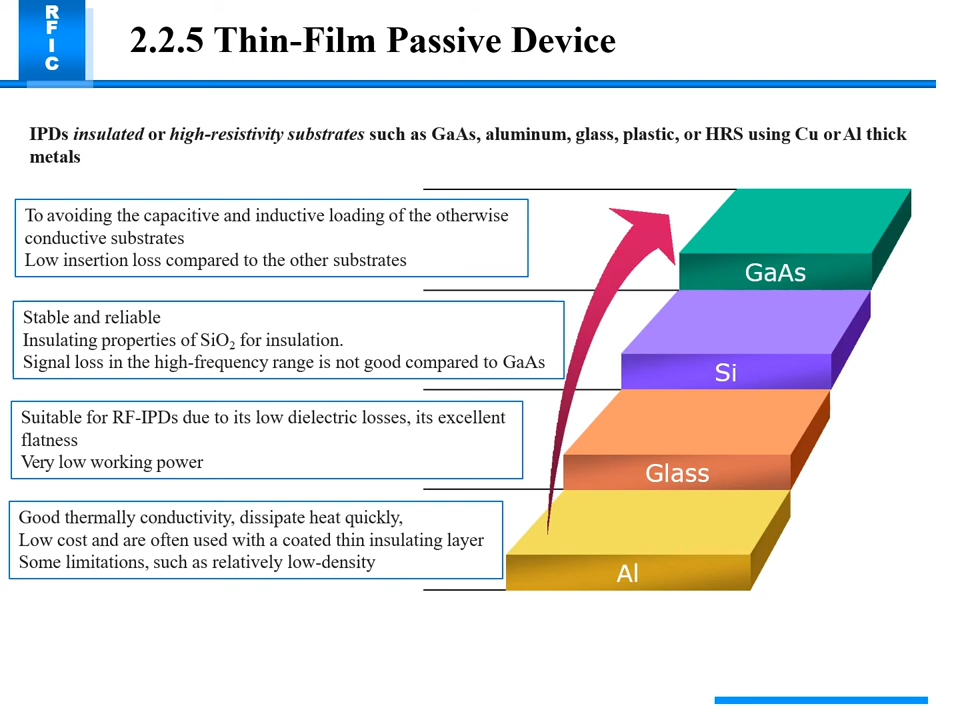 R
F
I
C
2.2.5 Thin-Film Passive Device
IPDs insulated or high-resistivity substrates such as GaAs, aluminum, glass, plastic, or HRS using Cu or Al thick
metals
To avoiding the capacitive and inductive loading of the otherwise
conductive substrates
Low insertion loss compared to the other substrates
GaAs
Stable and reliable
Insulating properties of SiO₂ for insulation.
Signal loss in the high-frequency range is not good compared to GaAs
Si
Suitable for RF-IPDs due to its low dielectric losses, its excellent
flatness
Very low working power
Glass
Good thermally conductivity, dissipate heat quickly,
Low cost and are often used with a coated thin insulating layer
Some limitations, such as relatively low-density
Al